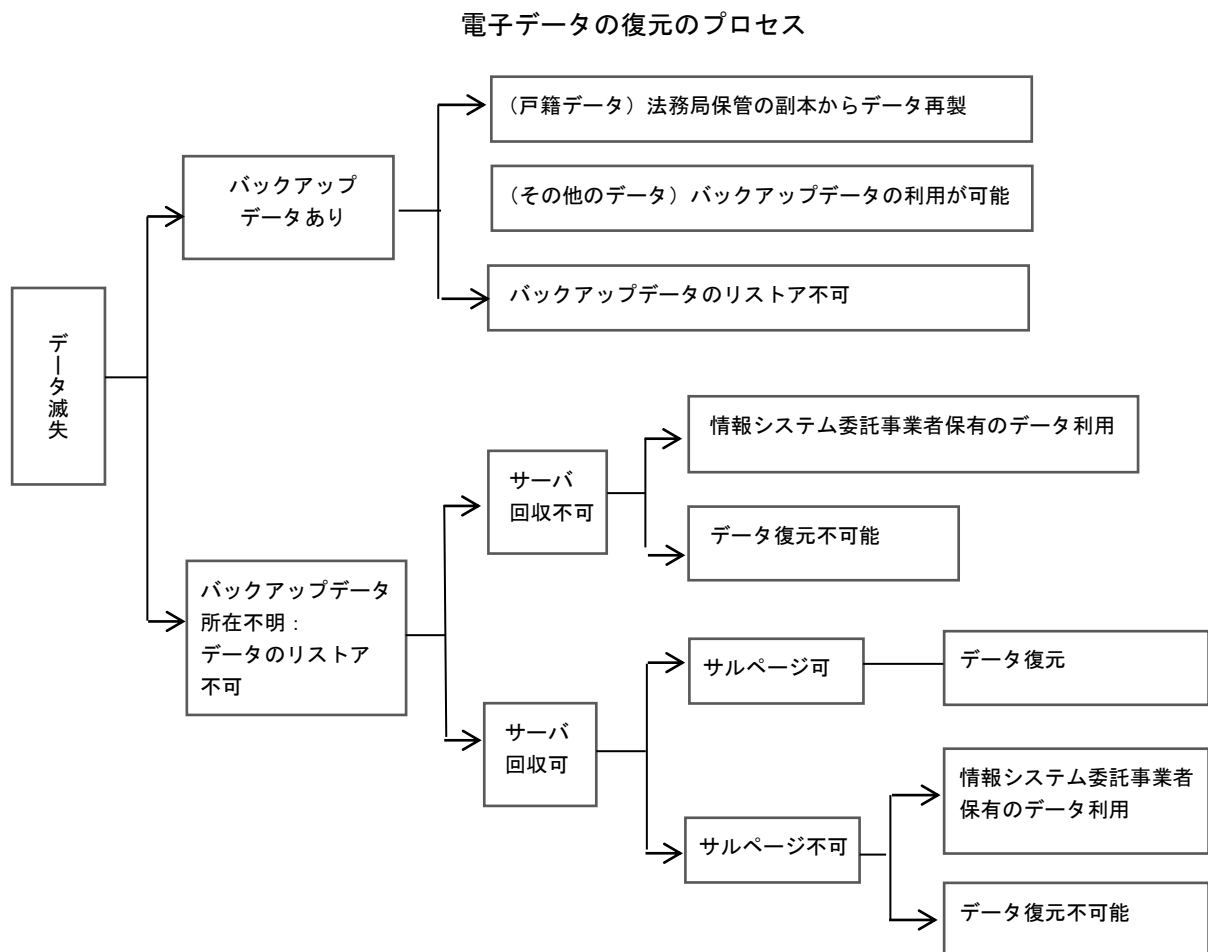 電子データの復元のプロセス
（戸籍データ）法務局保管の副本からデータ再製
バックアップ
データあり
（その他のデータ）バックアップデータの利用が可能
バックアップデータのリストア不可
データ滅失
情報システム委託事業者保有のデータ利用
サーバ
回収不可
データ復元不可能
バックアップデータ
所在不明：
データのリストア
不可
サルページ可
データ復元
サーバ
回収可
情報システム委託事業者
保有のデータ利用
サルページ不可
データ復元不可能